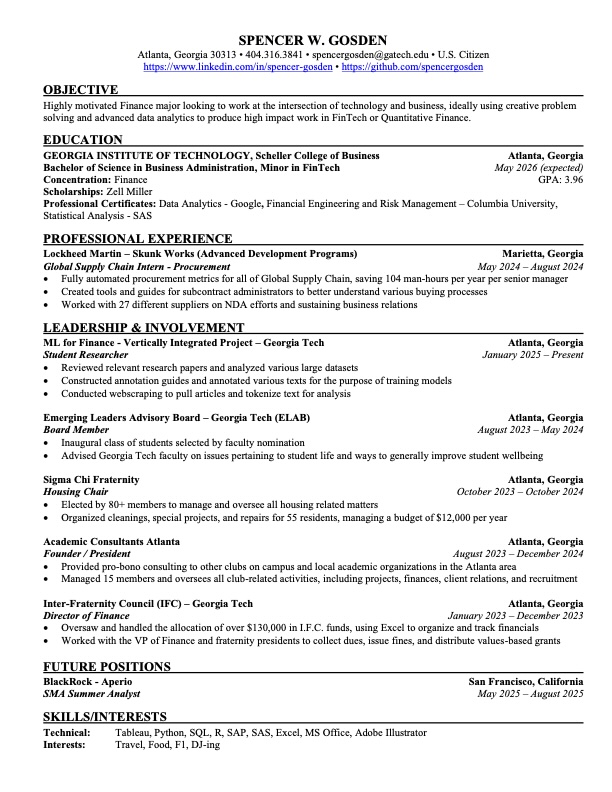 SPENCER W. GOSDEN
Atlanta, Georgia 30313 • 404.316.3841 • spencergosden@gatech.edu • U.S. Citizen
https://www.linkedin.com/in/spencer-gosden • https://github.com/spencergosden
OBJECTIVE
Highly motivated Finance major looking to work at the intersection of technology and business, ideally using creative problem
solving and advanced data analytics to produce high impact work in FinTech or Quantitative Finance.
EDUCATION
GEORGIA INSTITUTE OF TECHNOLOGY, Scheller College of Business Atlanta, Georgia
Bachelor of Science in Business Administration, Minor in FinTech May 2026 (expected)
Concentration: Finance GPA: 3.96
Scholarships: Zell Miller
Professional Certificates: Data Analytics - Google, Financial Engineering and Risk Management – Columbia University,
Statistical Analysis - SAS
PROFESSIONAL EXPERIENCE
Lockheed Martin – Skunk Works (Advanced Development Programs) Marietta, Georgia
Global Supply Chain Intern - Procurement May 2024 – August 2024
• Fully automated procurement metrics for all of Global Supply Chain, saving 104 man-hours per year per senior manager
• Created tools and guides for subcontract administrators to better understand various buying processes
• Worked with 27 different suppliers on NDA efforts and sustaining business relations
LEADERSHIP & INVOLVEMENT
ML for Finance - Vertically Integrated Project – Georgia Tech Atlanta, Georgia
Student Researcher January 2025 – Present
• Reviewed relevant research papers and analyzed various large datasets
• Constructed annotation guides and annotated various texts for the purpose of training models
• Conducted webscraping to pull articles and tokenize text for analysis
Emerging Leaders Advisory Board – Georgia Tech (ELAB) Atlanta, Georgia
Board Member August 2023 – May 2024
• Inaugural class of students selected by faculty nomination
• Advised Georgia Tech faculty on issues pertaining to student life and ways to generally improve student wellbeing
Sigma Chi Fraternity Atlanta, Georgia
Housing Chair October 2023 – October 2024
• Elected by 80+ members to manage and oversee all housing related matters
• Organized cleanings, special projects, and repairs for 55 residents, managing a budget of $12,000 per year
Academic Consultants Atlanta Atlanta, Georgia
Founder / President August 2023 – December 2024
• Provided pro-bono consulting to other clubs on campus and local academic organizations in the Atlanta area
• Managed 15 members and oversees all club-related activities, including projects, finances, client relations, and recruitment
Inter-Fraternity Council (IFC) – Georgia Tech Atlanta, Georgia
Director of Finance January 2023 – December 2023
• Oversaw and handled the allocation of over $130,000 in I.F.C. funds, using Excel to organize and track financials
• Worked with the VP of Finance and fraternity presidents to collect dues, issue fines, and distribute values-based grants
FUTURE POSITIONS
BlackRock - Aperio San Francisco, California
SMA Summer Analyst May 2025 – August 2025
SKILLS/INTERESTS
Technical: Tableau, Python, SQL, R, SAP, SAS, Excel, MS Office, Adobe Illustrator
Interests: Travel, Food, F1, DJ-ing